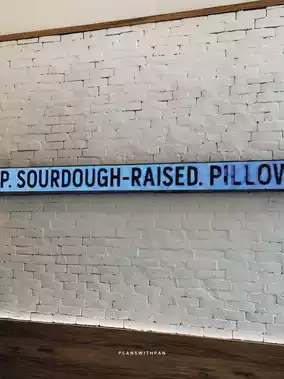 P. SOURDOUGH-RAISED. PILLOW
PLANSWITHPAN